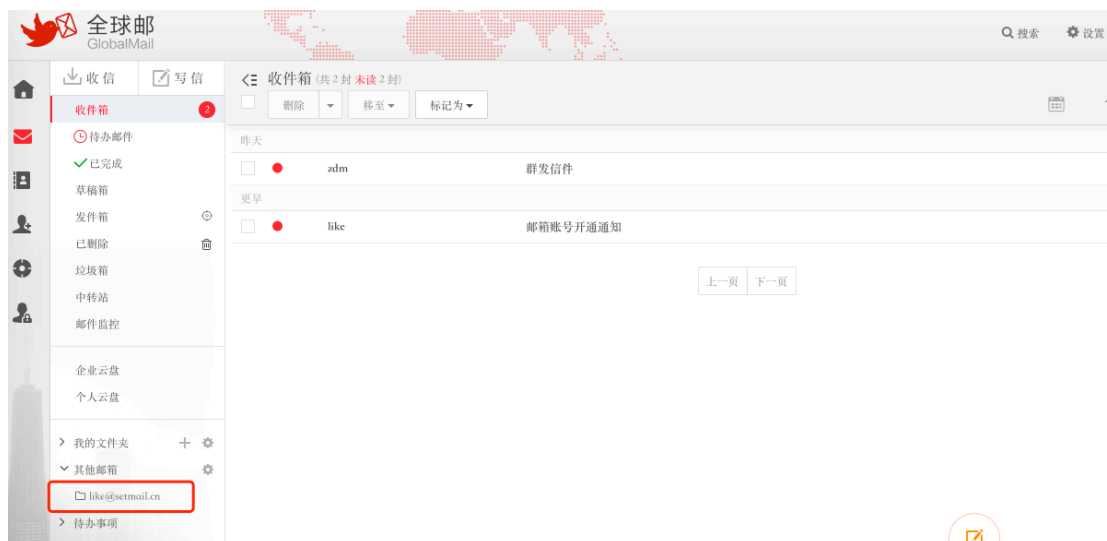 全球邮
GlobalMail
搜索 设置
收信 写信
收件箱 (共 2 封 未读 2 封)
删除 移至 标记为
收件箱 2
待办邮件
已完成
草稿箱
发件箱
已删除
垃圾箱
中转站
邮件监控
企业云盘
个人云盘
我的文件夹
其他邮箱
like@setmail.cn
待办事项
昨天
zdm 群发信件
更早
like 邮箱账号开通通知
上一页 下一页